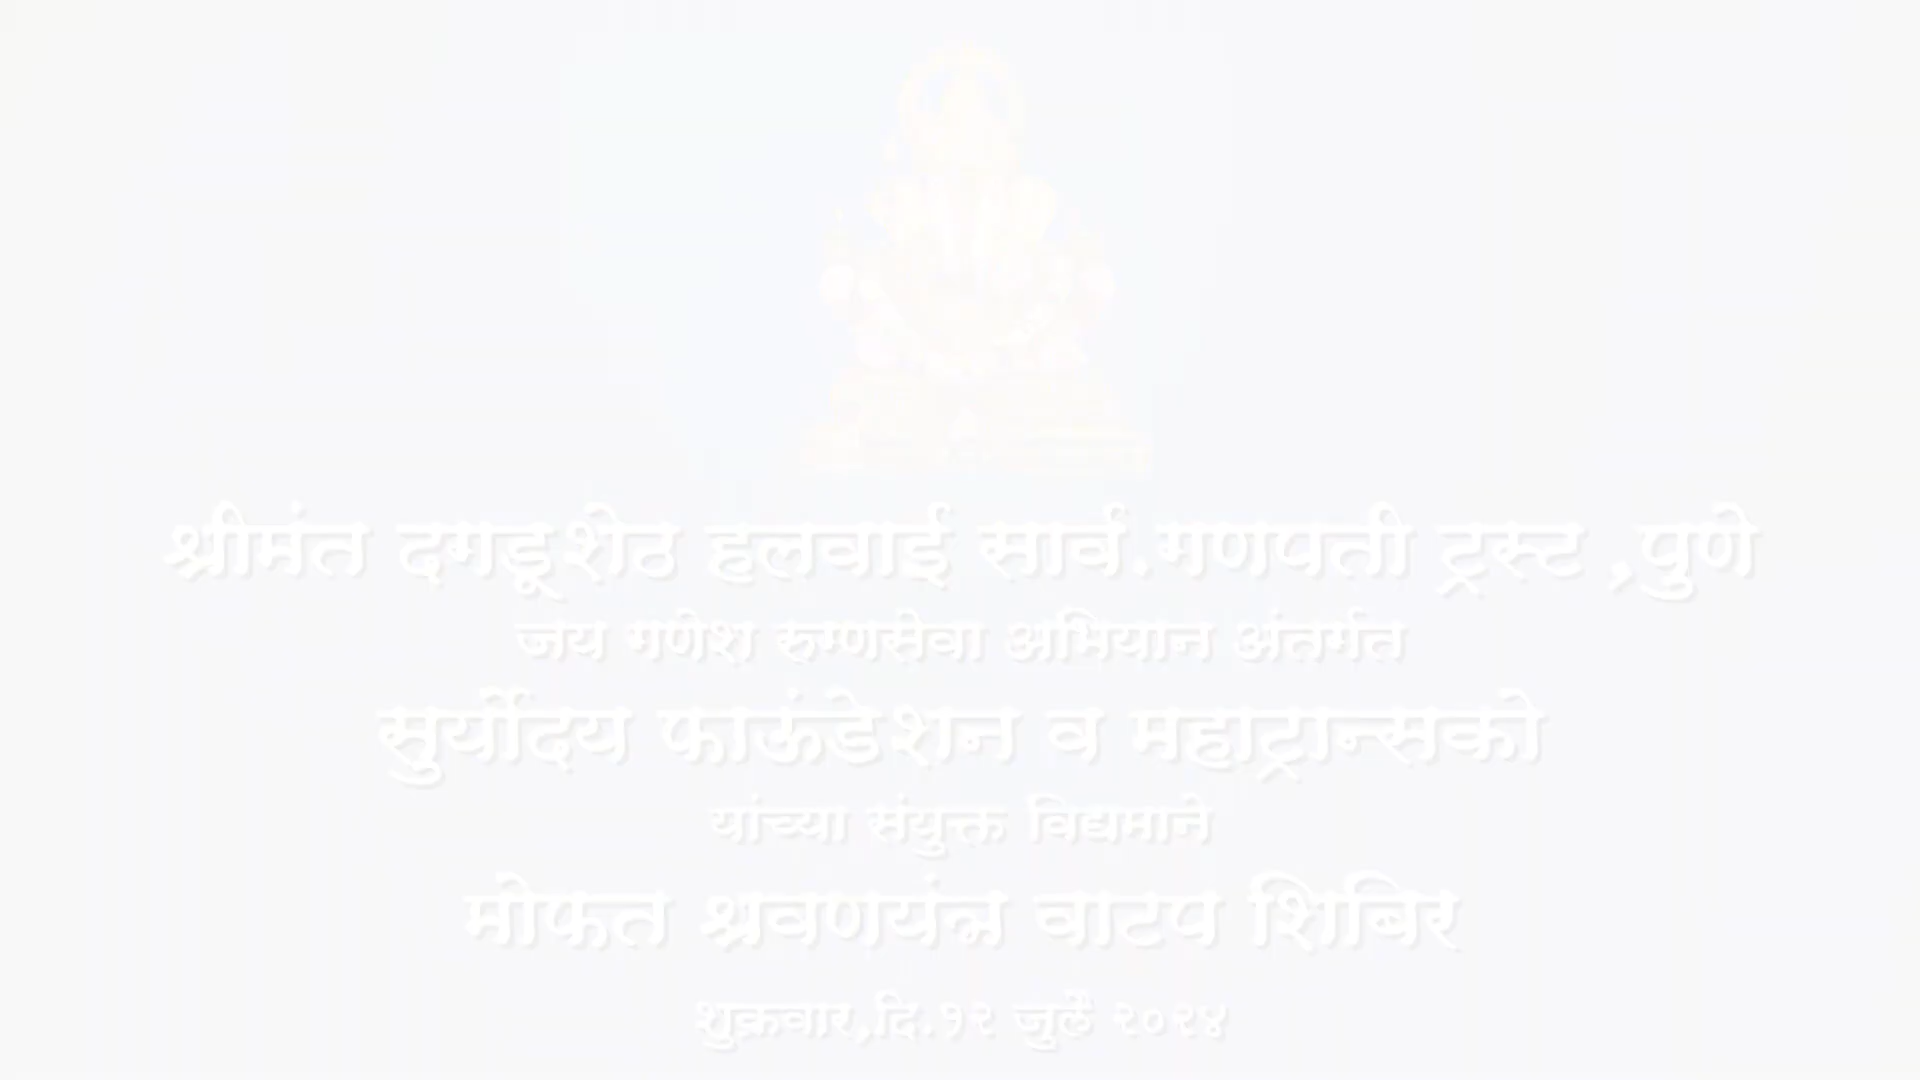 श्रीमंत दगडूशेठ हलवाई सार्व.गणपती ट्रस्ट ,पुणे
जय गणेश रुग्णसेवा अभियान अंतर्गत
सुर्योदय फाऊंडेशन व महाट्रान्सको
यांच्या संयुक्त विद्यमाने
मोफत श्रवणयंत्र वाटप शिबिर
शुक्रवार,दि.१२ जुलै २०२४